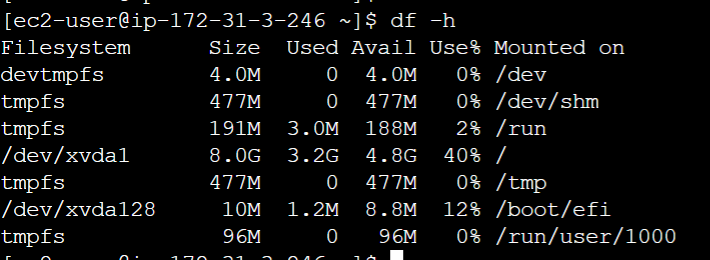 [ec2-user@ip-172-31-3-246 ~]$ df -h
Filesystem Size Used Avail Use% Mounted on
devtmpfs 4.0M 0 4.0M 0% /dev
tmpfs 477M 0 477M 0% /dev/shm
tmpfs 191M 3.0M 188M 2% /run
/dev/xvda1 8.0G 3.2G 4.8G 40% /
tmpfs 477M 0 477M 0% /tmp
/dev/xvda128 10M 1.2M 8.8M 12% /boot/efi
tmpfs 96M 0 96M 0% /run/user/1000
[ec2-user@ip-172-31-3-246 ~]$